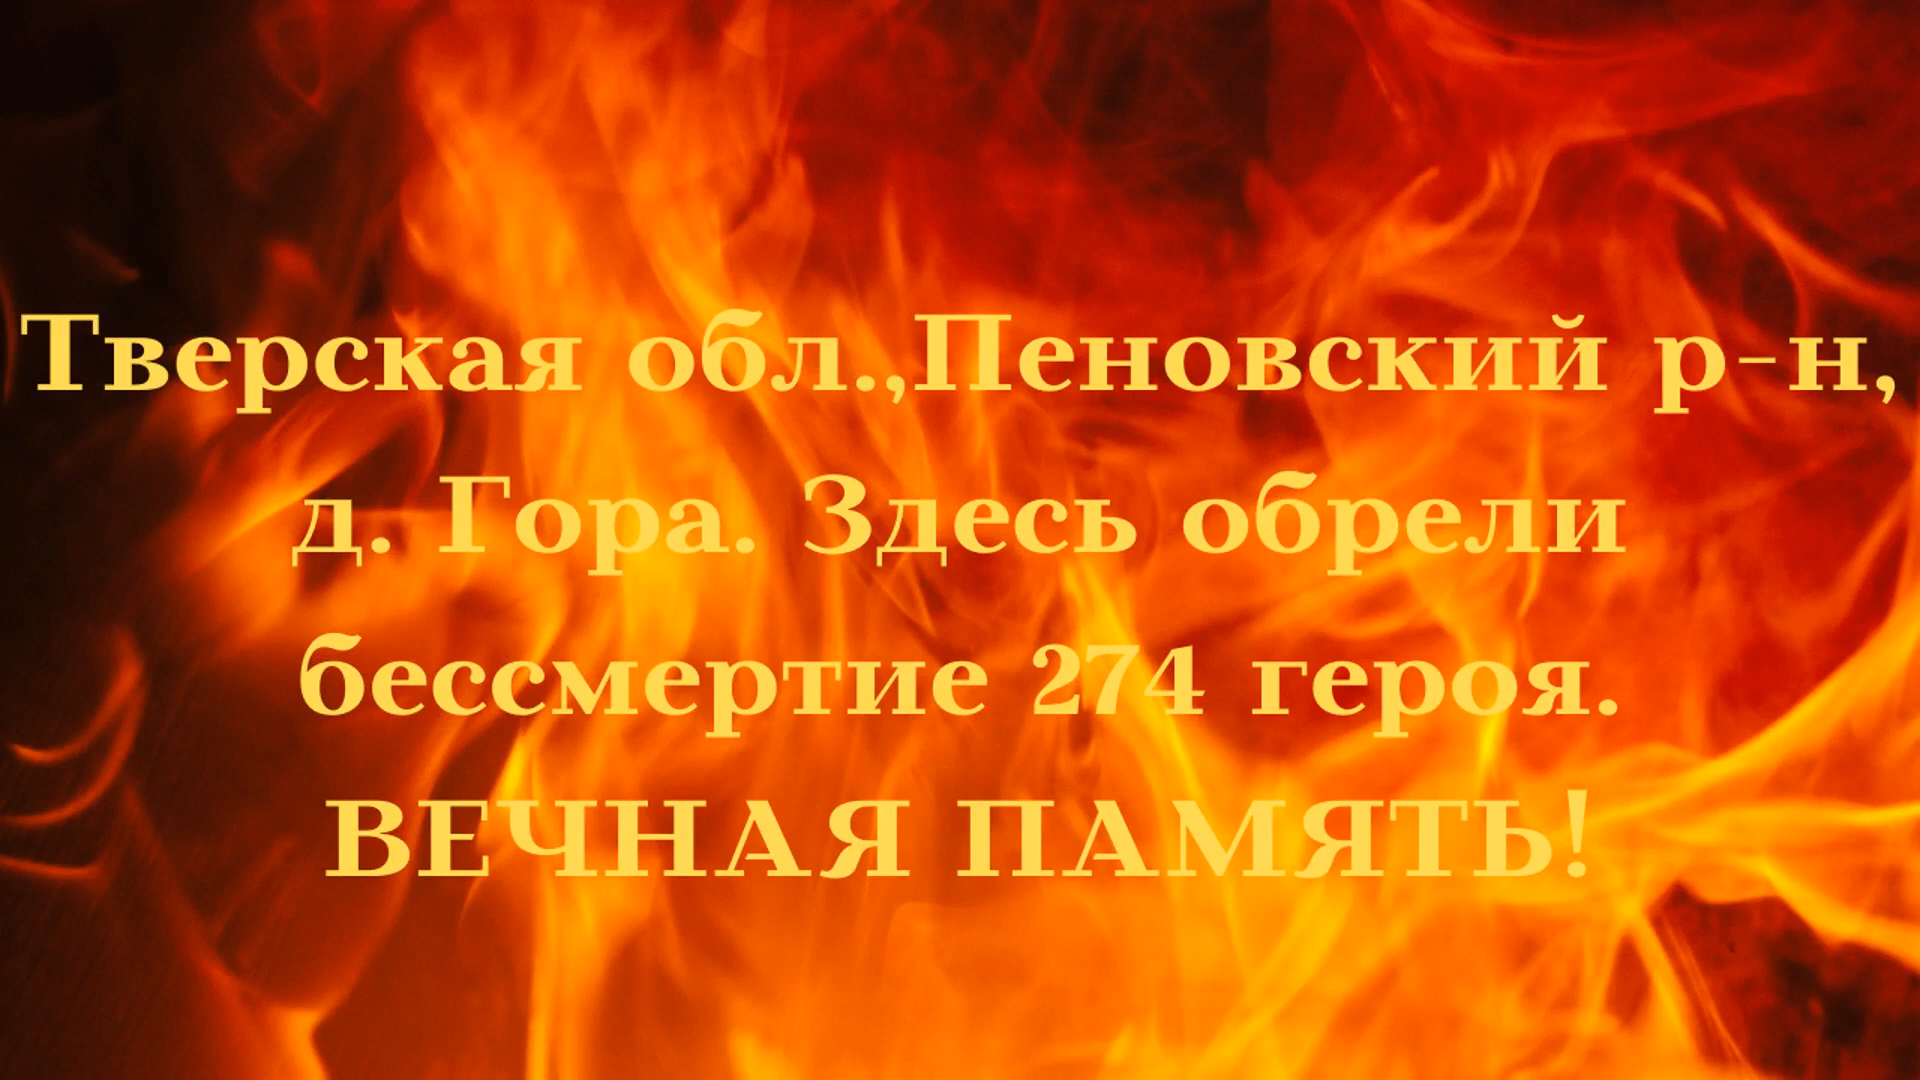 Тверская обл.,Пеновский р-н,
д. Гора. Здесь обрели
бессмертие 274 героя.
ВЕЧНАЯ ПАМЯТЬ!